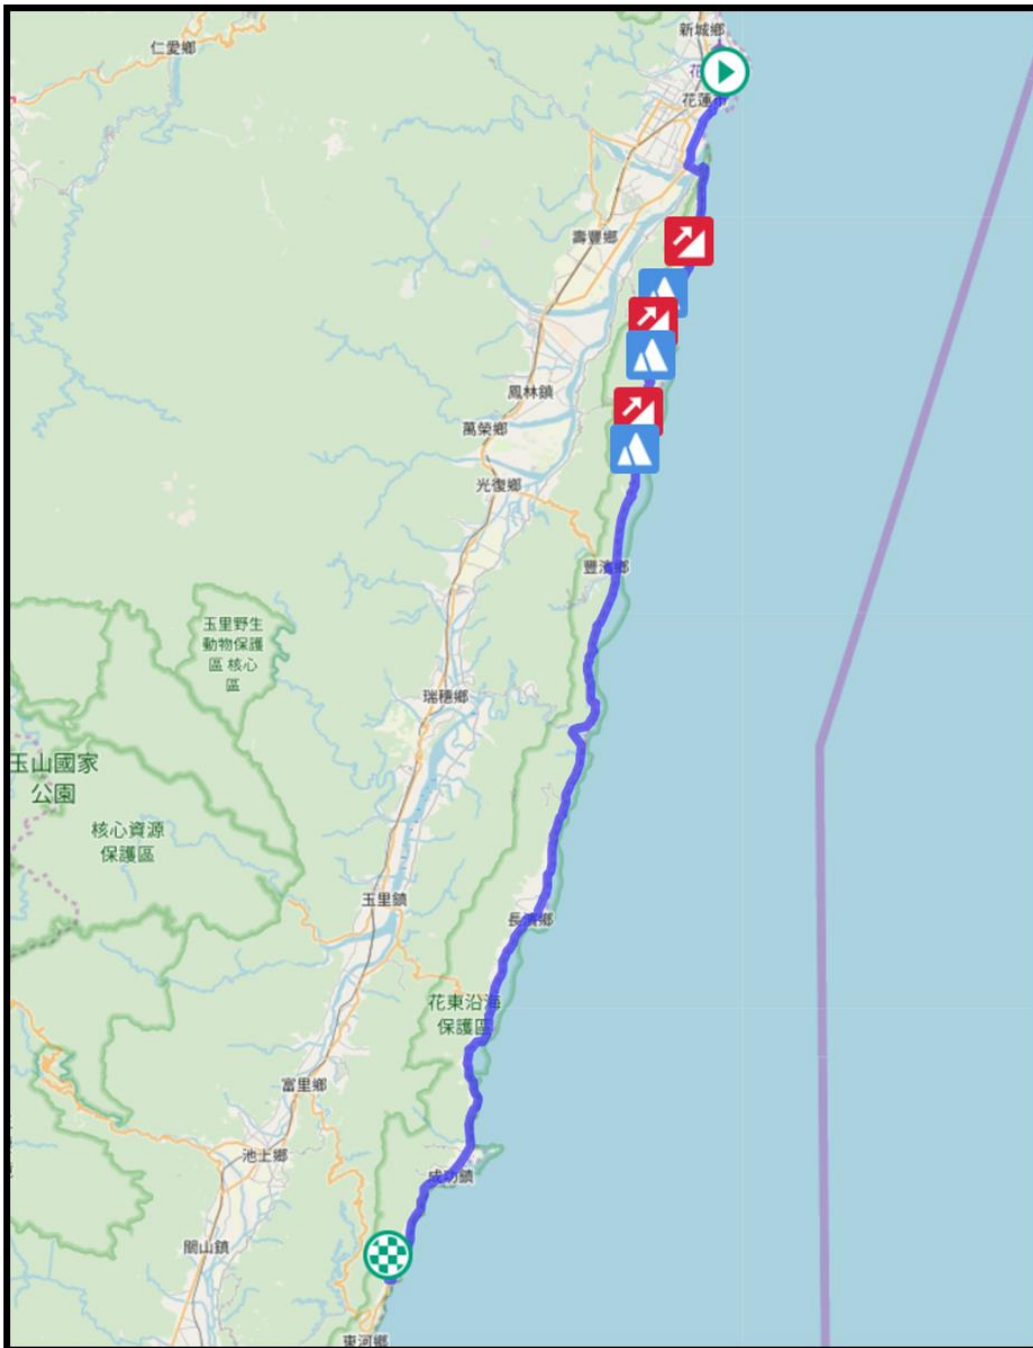 新城鄉
仁愛鄉
花
花蓮市
壽豐鄉
鳳林鎮
萬榮鄉
光復鄉
豐濱鄉
玉里野生
動物保護
區 核心
區
瑞穗鄉
玉山國家
公園
核心資源
保護區
玉里鎮
長濱鄉
花東沿海
保護區
富里鄉
池上鄉
成功鎮
關山鎮
東河鄉